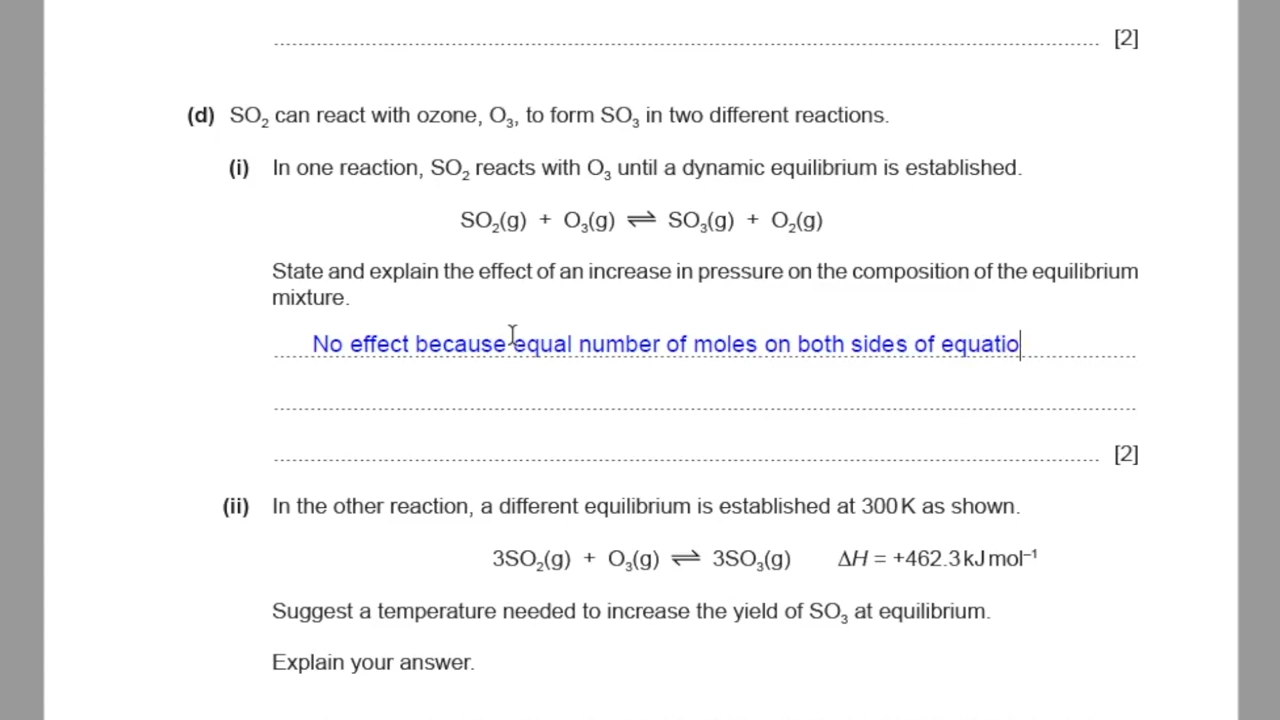 [2]
(d) SO₂ can react with ozone, O₃, to form SO₃ in two different reactions.
(i) In one reaction, SO₂ reacts with O₃ until a dynamic equilibrium is established.
SO₂(g) + O₃(g) ⇌ SO₃(g) + O₂(g)
State and explain the effect of an increase in pressure on the composition of the equilibrium
mixture.
No effect because equal number of moles on both sides of equatio
[2]
(ii) In the other reaction, a different equilibrium is established at 300 K as shown.
3SO₂(g) + O₃(g) ⇌ 3SO₃(g) ΔH = +462.3 kJ mol⁻¹
Suggest a temperature needed to increase the yield of SO₃ at equilibrium.
Explain your answer.